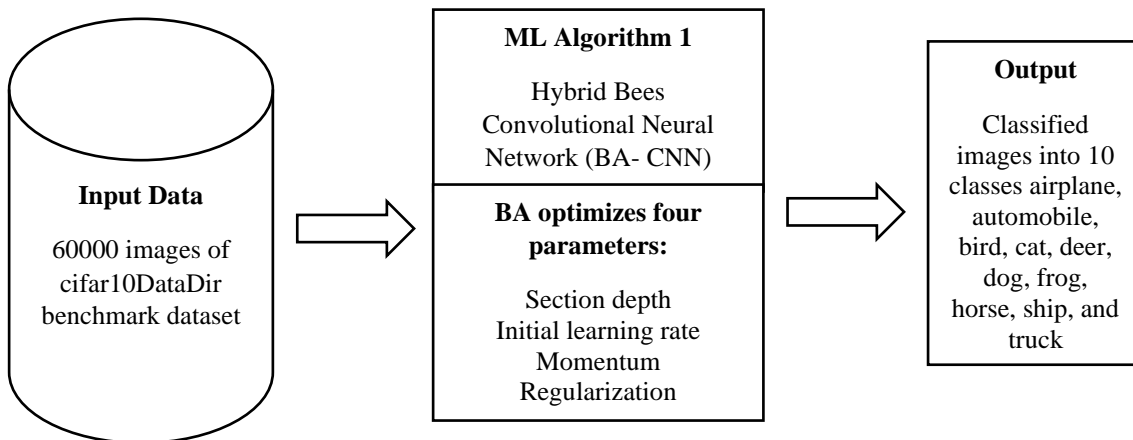 Input Data
60000 images of
cifar10DataDir
benchmark dataset
ML Algorithm 1
Hybrid Bees
Convolutional Neural
Network (BA- CNN)
BA optimizes four
parameters:
Section depth
Initial learning rate
Momentum
Regularization
Output
Classified
images into 10
classes airplane,
automobile,
bird, cat, deer,
dog, frog,
horse, ship, and
truck